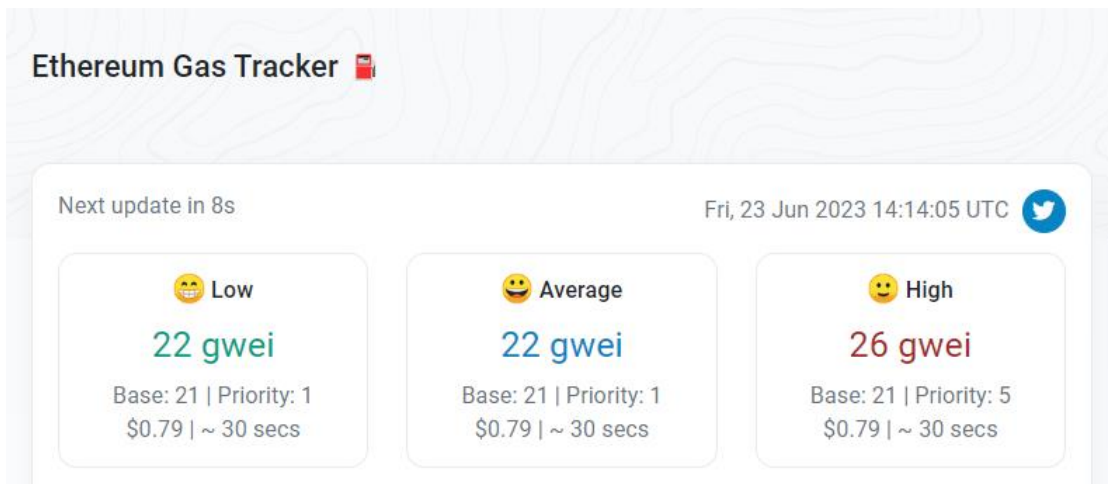 Ethereum Gas Tracker
Next update in 8s
Fri, 23 Jun 2023 14:14:05 UTC
Low
22 gwei
Base: 21 | Priority: 1
$0.79 | ~ 30 secs
Average
22 gwei
Base: 21 | Priority: 1
$0.79 | ~ 30 secs
High
26 gwei
Base: 21 | Priority: 5
$0.79 | ~ 30 secs